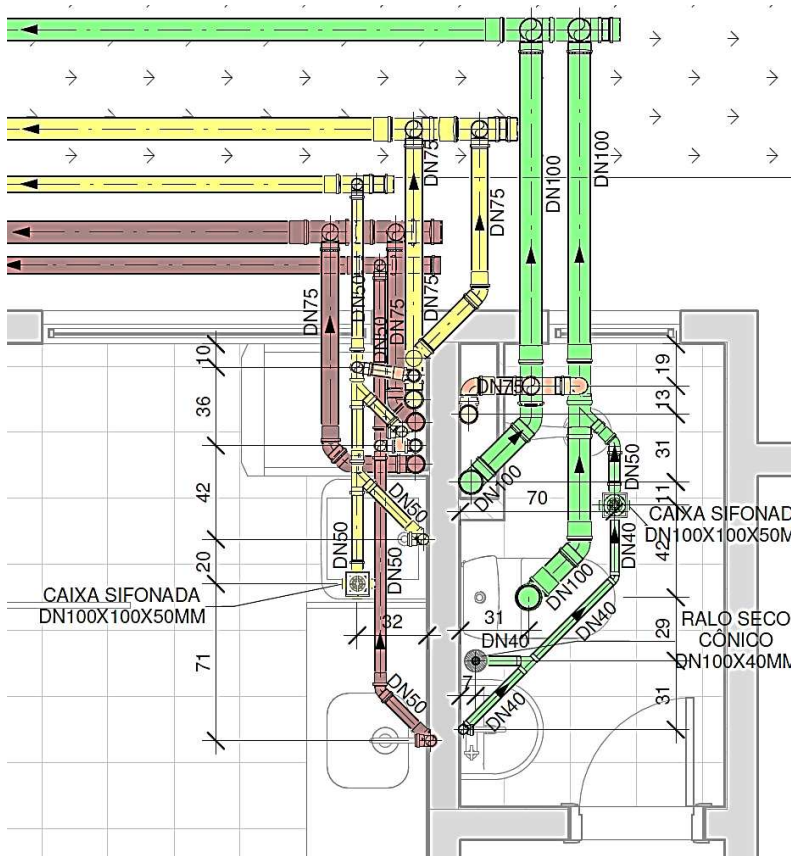 DN75
DN100
DN100
DN75
DN75
DN50
DN75
DN75
DN50
10
36
42
20
71
DN75
19
13
31
11
42
29
31
DN100
DN50
70
DN50
DN50
DN50
DN40
CAIXA SIFONAD
DN100X100X50M
CAIXA SIFONADA
DN100X100X50MM
DN100
32
31
DN40
DN40
RALO SECO
CÔNICO
DN100X40MM
7
DN50
DN40